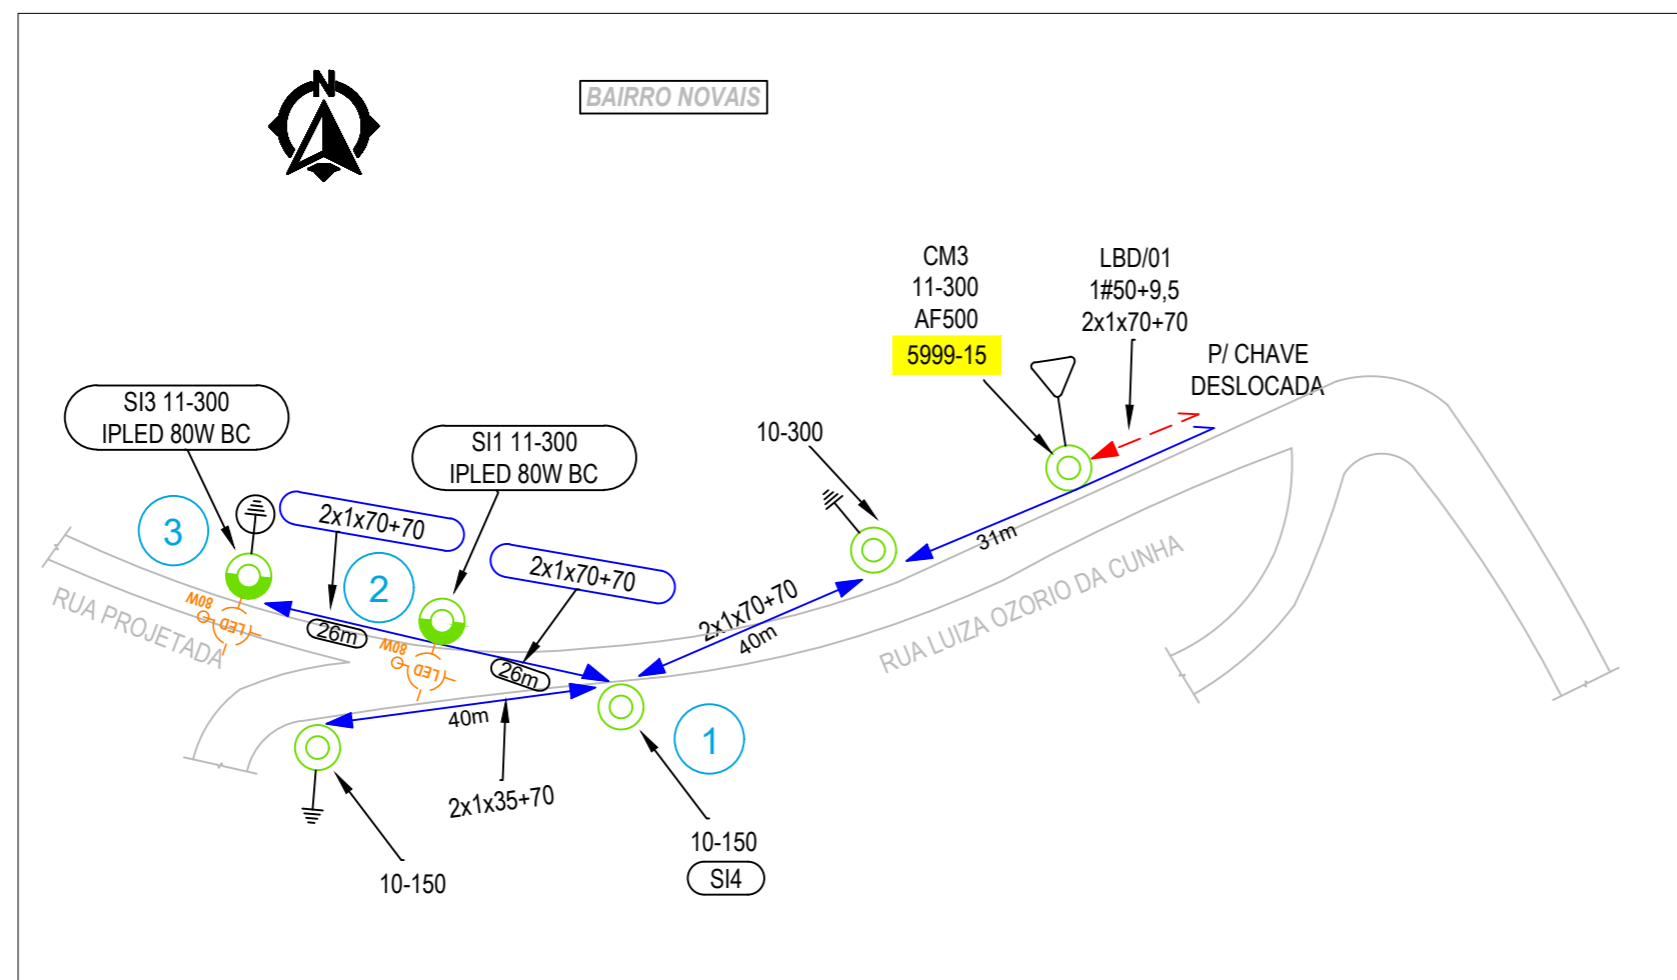 N
BAIRRO NOVAIS
CM3
11-300
AF500
5999-15
LBD/01
1#50+9,5
2x1x70+70
P/ CHAVE
DESLOCADA
SI3 11-300
IPLED 80W BC
SI1 11-300
IPLED 80W BC
10-300
3
2x1x70+70
2
2x1x70+70
31m
2x1x70+70
40m
RUA LUIZA OZORIO DA CUNHA
RUA PROJETADA
80W
LED
26m
80W
LED
26m
40m
2x1x35+70
1
10-150
SI4
10-150